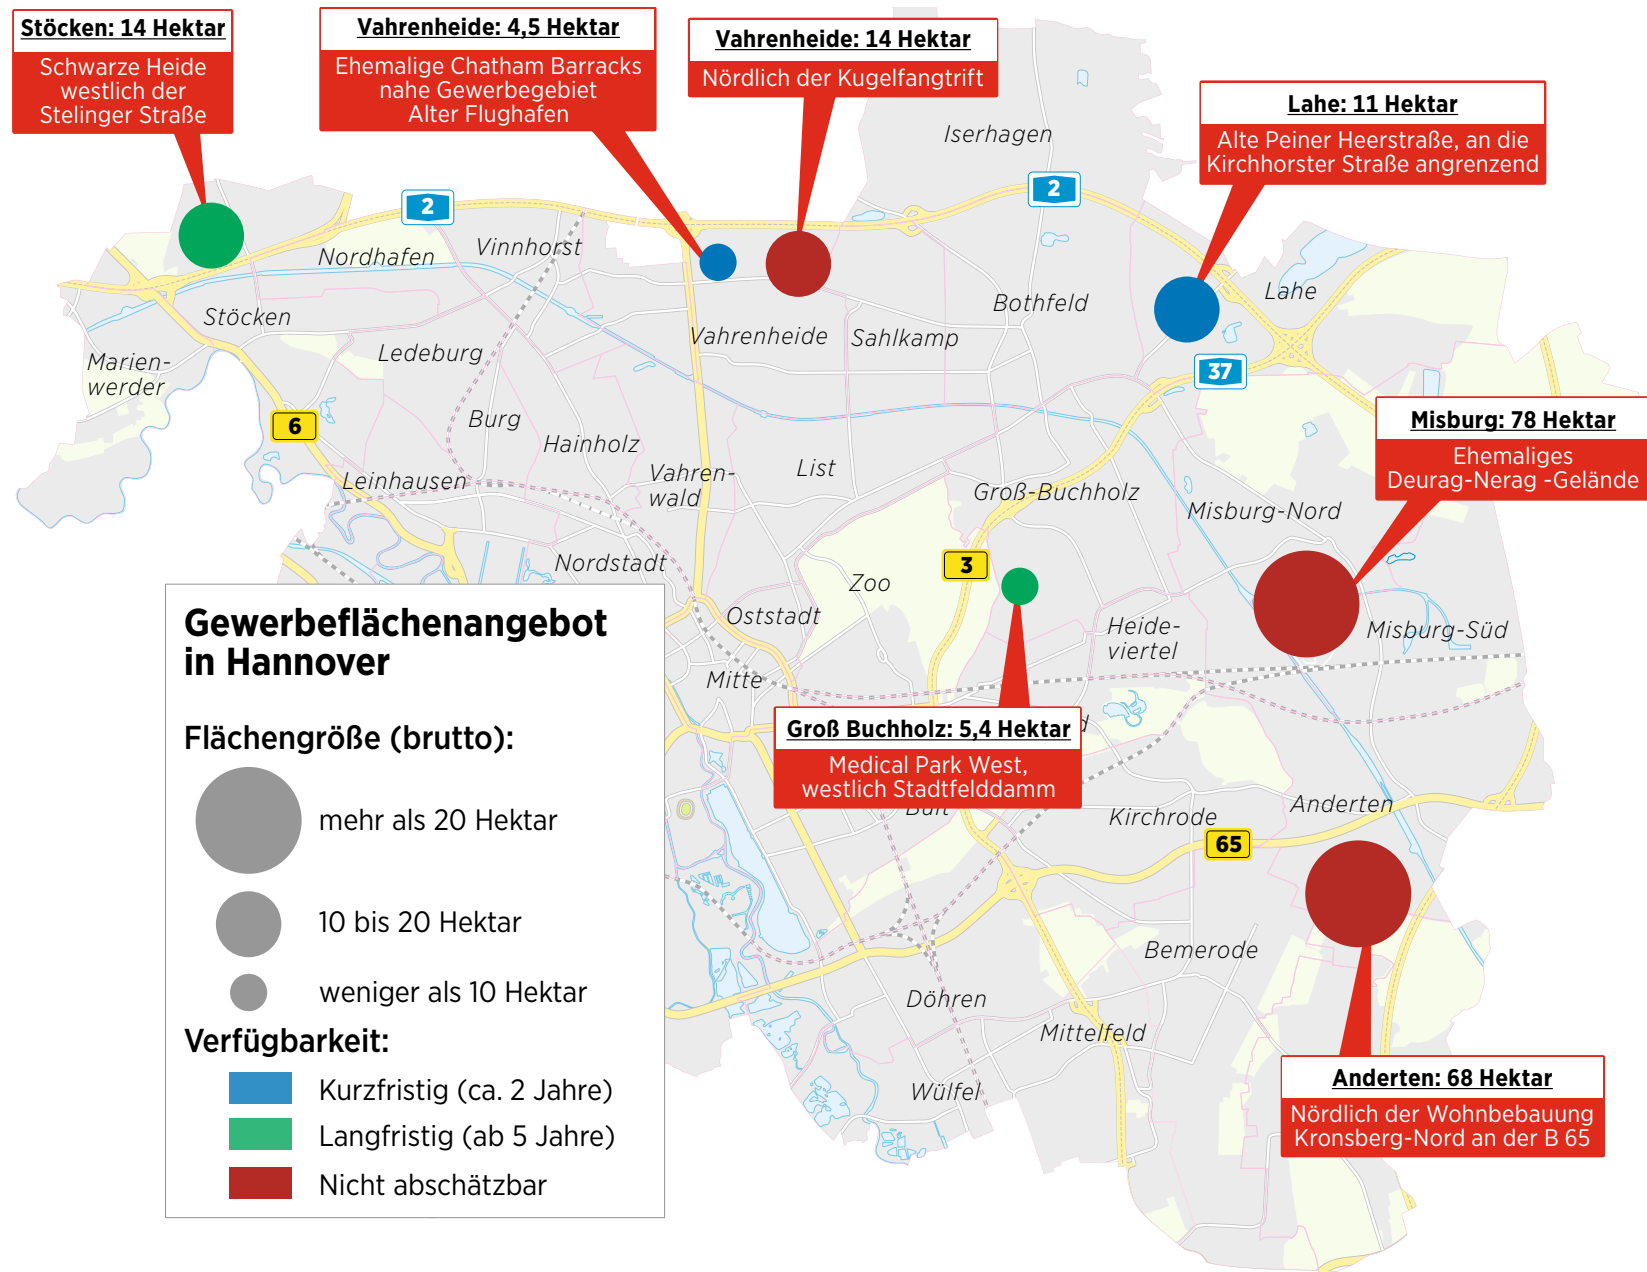 Stöcken: 14 Hektar
Schwarze Heide
westlich der
Stelinger Straße
Vahrenheide: 4,5 Hektar
Ehemalige Chatham Barracks
nahe Gewerbegebiet
Alter Flughafen
Vahrenheide: 14 Hektar
Nördlich der Kugelfangtrift
Lahe: 11 Hektar
Alte Peiner Heerstraße, an die
Kirchhorster Straße angrenzend
Iserhagen
2
2
Nordhafen
Vinnhorst
Stöcken
Ledeburg
Marien-
werder
Vahrenheide
Sahlkamp
Bothfeld
Lahe
37
6
Burg
Hainholz
Leinhausen
Vahren-
wald
List
Groß-Buchholz
Misburg: 78 Hektar
Ehemaliges
Deurag-Nerag -Gelände
Misburg-Nord
Nordstadt
Zoo
3
Oststadt
Heide-
viertel
Misburg-Süd
Mitte
d
Groß Buchholz: 5,4 Hektar
Medical Park West,
westlich Stadtfelddamm
Bult
Kirchrode
Anderten
65
Bemerode
Döhren
Mittelfeld
Wülfel
Anderten: 68 Hektar
Nördlich der Wohnbebauung
Kronsberg-Nord an der B 65
Gewerbeflächenangebot
in Hannover
Flächengröße (brutto):
mehr als 20 Hektar
10 bis 20 Hektar
weniger als 10 Hektar
Verfügbarkeit:
Kurzfristig (ca. 2 Jahre)
Langfristig (ab 5 Jahre)
Nicht abschätzbar